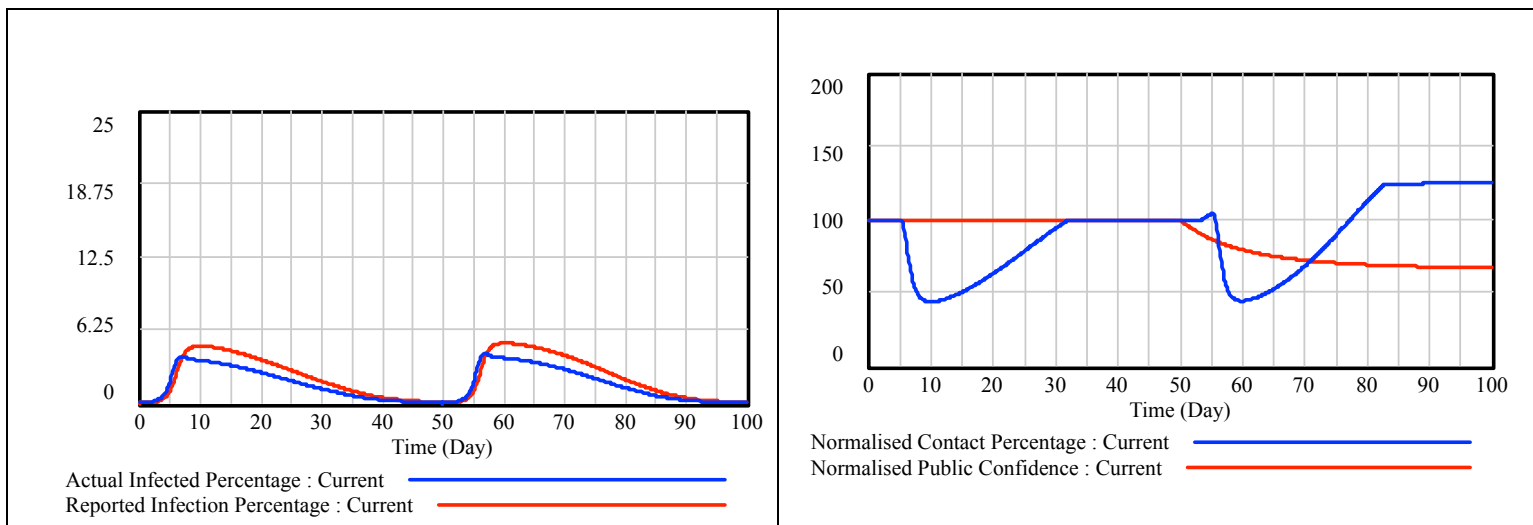 25
18.75
12.5
6.25
0
0 10 20 30 40 50 60 70 80 90 100
Time (Day)
Actual Infected Percentage : Current
Reported Infection Percentage : Current
200
150
100
50
0
0 10 20 30 40 50 60 70 80 90 100
Time (Day)
Normalised Contact Percentage : Current
Normalised Public Confidence : Current